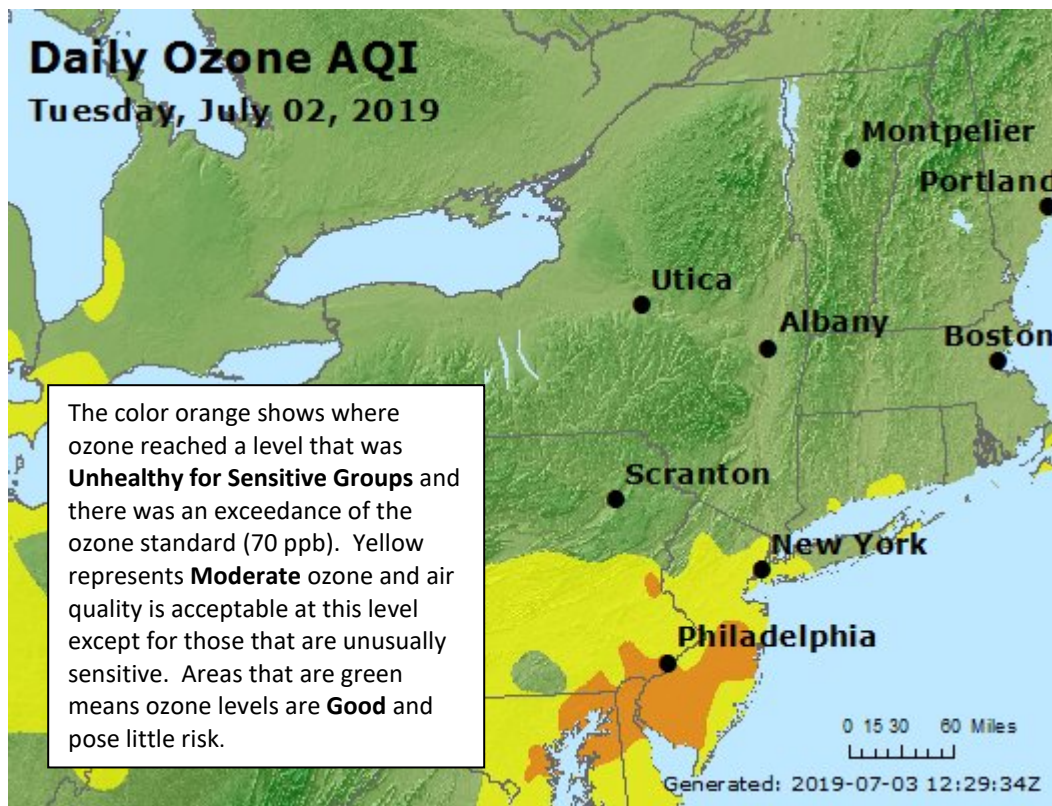 Daily Ozone AQI
Tuesday, July 02, 2019
Montpelier
Portland
Utica
Albany
Boston
The color orange shows where
ozone reached a level that was
Unhealthy for Sensitive Groups and
there was an exceedance of the
ozone standard (70 ppb).  Yellow
represents Moderate ozone and air
quality is acceptable at this level
except for those that are unusually
sensitive.  Areas that are green
means ozone levels are Good and
pose little risk.
Scranton
New York
Philadelphia
0 15 30 60 Miles
Generated: 2019-07-03 12:29:34Z